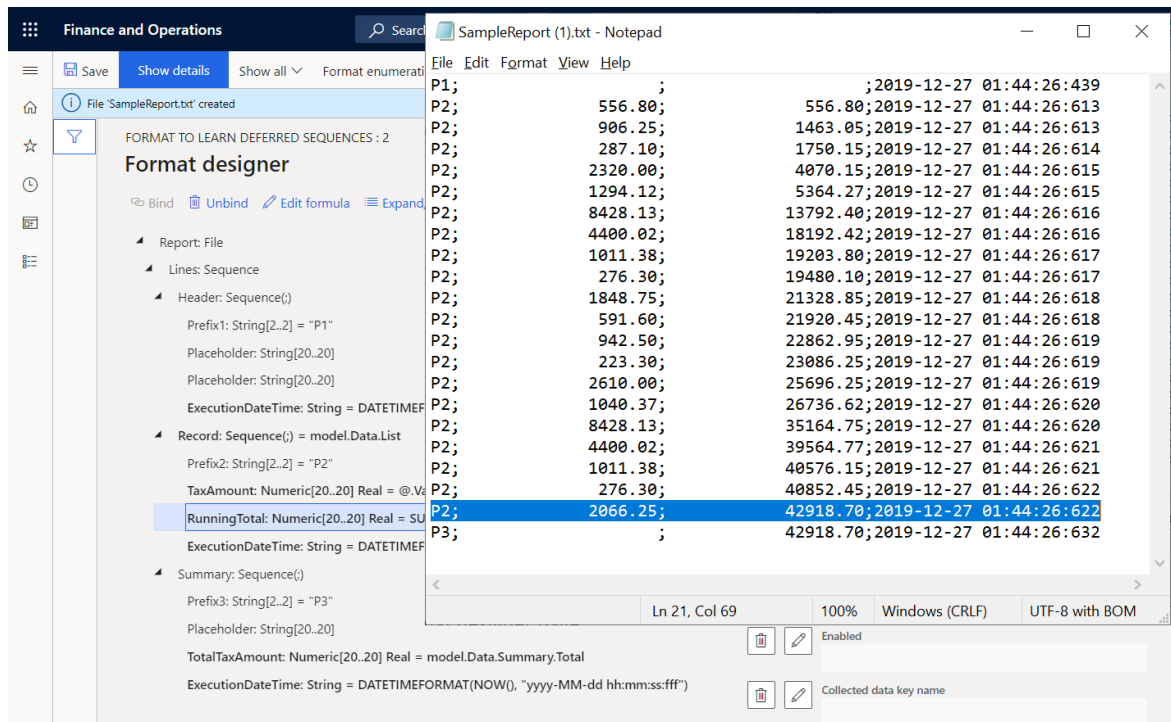 Finance and Operations
Searc
Save
Show details
Show all
Format enumerati
File 'SampleReport.txt' created
FORMAT TO LEARN DEFERRED SEQUENCES : 2
Format designer
Bind
Unbind
Edit formula
Expand
Report: File
Lines: Sequence
Header: Sequence(;)
Prefix1: String[2..2] = "P1"
Placeholder: String[20..20]
Placeholder: String[20..20]
ExecutionDateTime: String = DATETIMEF
Record: Sequence(;) = model.Data.List
Prefix2: String[2..2] = "P2"
TaxAmount: Numeric[20..20] Real = @.Va
RunningTotal: Numeric[20..20] Real = SU
ExecutionDateTime: String = DATETIMEF
Summary: Sequence(;)
Prefix3: String[2..2] = "P3"
Placeholder: String[20..20]
TotalTaxAmount: Numeric[20..20] Real = model.Data.Summary.Total
ExecutionDateTime: String = DATETIMEFORMAT(NOW(), "yyyy-MM-dd hh:mm:ss:fff")
Enabled
Collected data key name
SampleReport (1).txt - Notepad
File Edit Format View Help
P1; ; ;2019-12-27 01:44:26:439
P2; 556.80; 556.80;2019-12-27 01:44:26:613
P2; 906.25; 1463.05;2019-12-27 01:44:26:613
P2; 287.10; 1750.15;2019-12-27 01:44:26:614
P2; 2320.00; 4070.15;2019-12-27 01:44:26:615
P2; 1294.12; 5364.27;2019-12-27 01:44:26:615
P2; 8428.13; 13792.40;2019-12-27 01:44:26:616
P2; 4400.02; 18192.42;2019-12-27 01:44:26:616
P2; 1011.38; 19203.80;2019-12-27 01:44:26:617
P2; 276.30; 19480.10;2019-12-27 01:44:26:617
P2; 1848.75; 21328.85;2019-12-27 01:44:26:618
P2; 591.60; 21920.45;2019-12-27 01:44:26:618
P2; 942.50; 22862.95;2019-12-27 01:44:26:619
P2; 223.30; 23086.25;2019-12-27 01:44:26:619
P2; 2610.00; 25696.25;2019-12-27 01:44:26:619
P2; 1040.37; 26736.62;2019-12-27 01:44:26:620
P2; 8428.13; 35164.75;2019-12-27 01:44:26:620
P2; 4400.02; 39564.77;2019-12-27 01:44:26:621
P2; 1011.38; 40576.15;2019-12-27 01:44:26:621
P2; 276.30; 40852.45;2019-12-27 01:44:26:622
P2; 2066.25; 42918.70;2019-12-27 01:44:26:622
P3; ; 42918.70;2019-12-27 01:44:26:632
Ln 21, Col 69
100%
Windows (CRLF)
UTF-8 with BOM